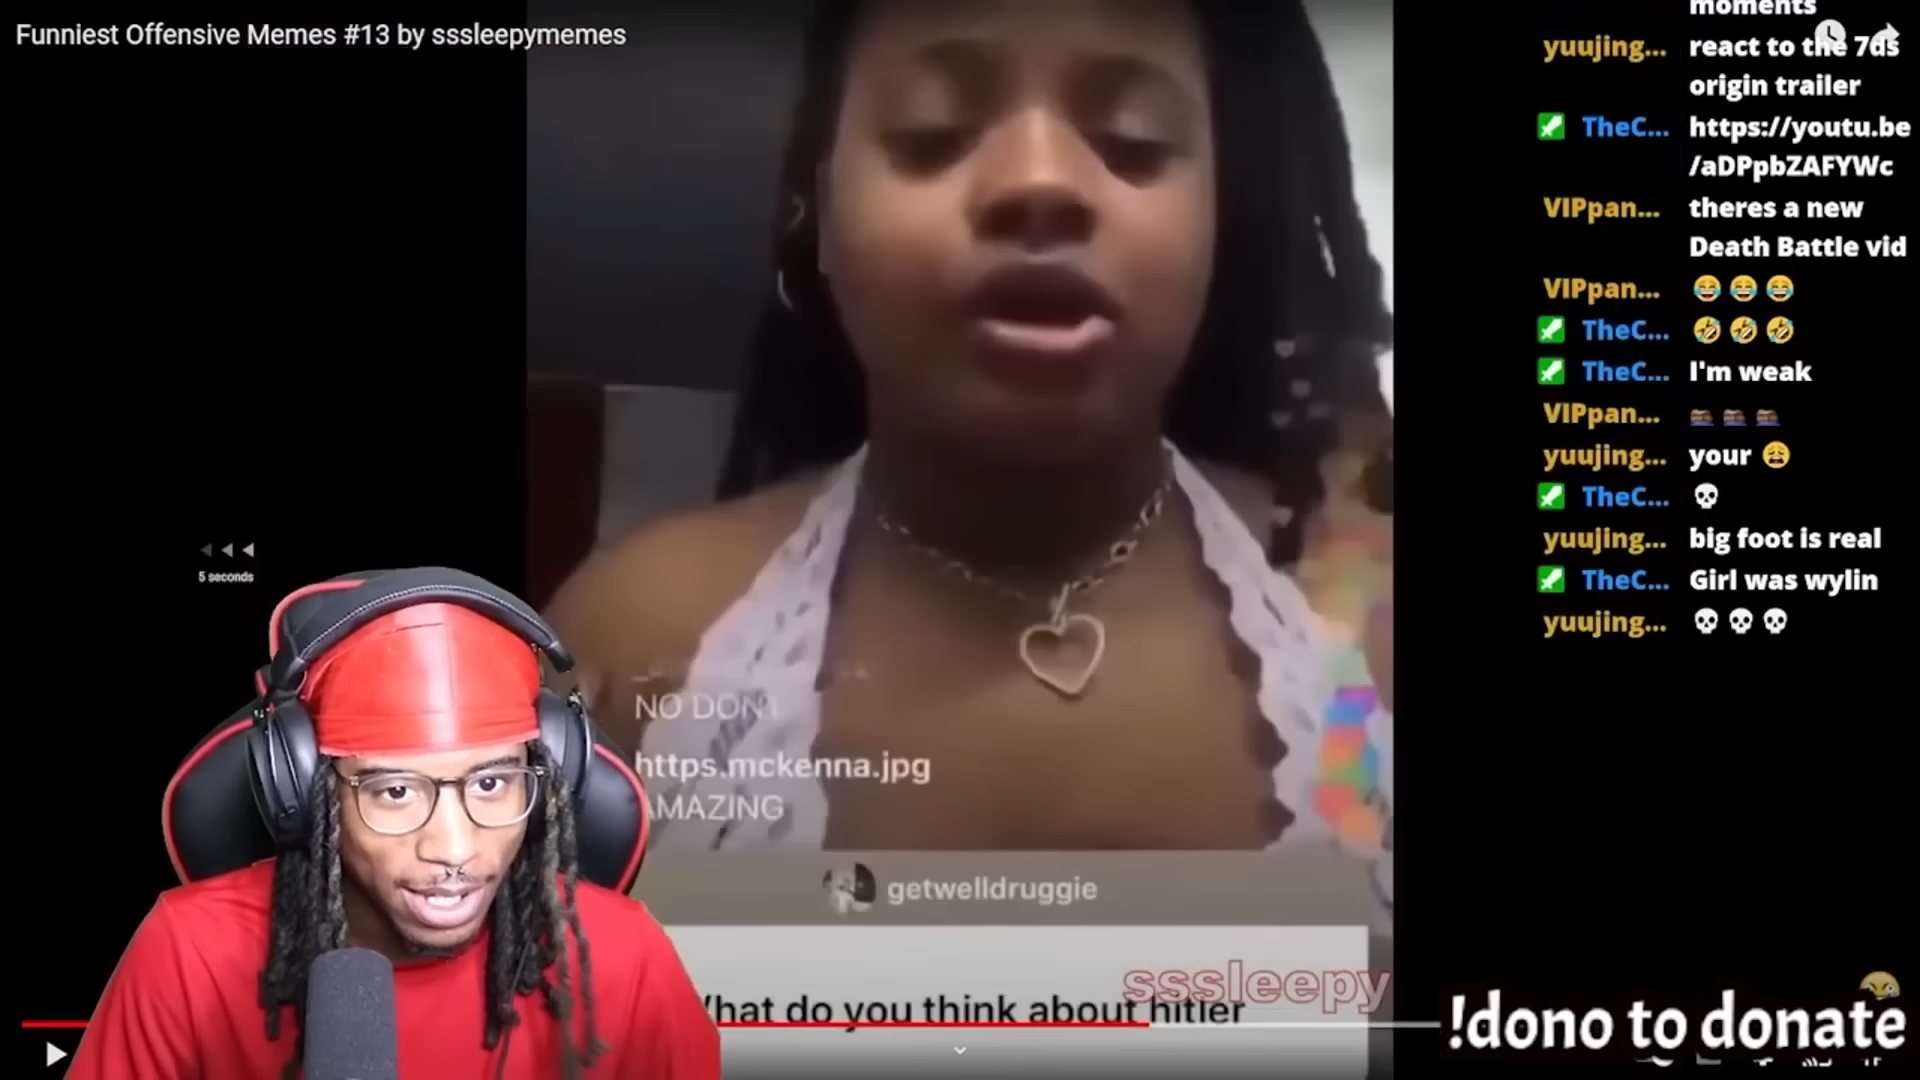 Funniest Offensive Memes #13 by sssleepymemes
moments
yuujing... react to the 7ds
origin trailer
TheC... https://youtu.be
/aDPpbZAFYWc
VIPpan... theres a new
Death Battle vid
VIPpan... 😂😂😂
TheC... 🤣🤣🤣
TheC... I'm weak
VIPpan...
yuujing... your 😩
TheC... 💀
yuujing... big foot is real
TheC... Girl was wylin
yuujing... 💀💀💀
5 seconds
NO DON'T
https.mckenna.jpg
AMAZING
getwelldruggie
sssleepy
What do you think about hitler
!dono to donate